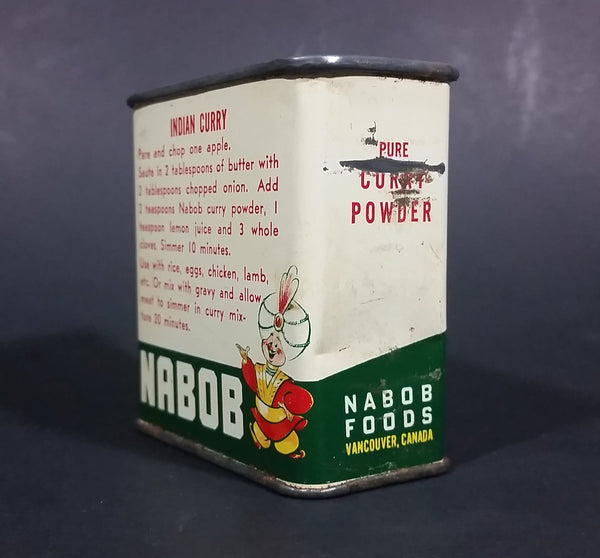 INDIAN CURRY
Pare and chop one apple.
Saute in 2 tablespoons of butter with
2 tablespoons chopped onion. Add
2 teaspoons Nabob curry powder, 1
teaspoon lemon juice and 3 whole
cloves. Simmer 10 minutes.
Use with rice, eggs, chicken, lamb,
etc. Or mix with gravy and allow
meat to simmer in curry mix-
ture 20 minutes.
NABOB
PURE
CURRY
POWDER
NABOB
FOODS
VANCOUVER, CANADA